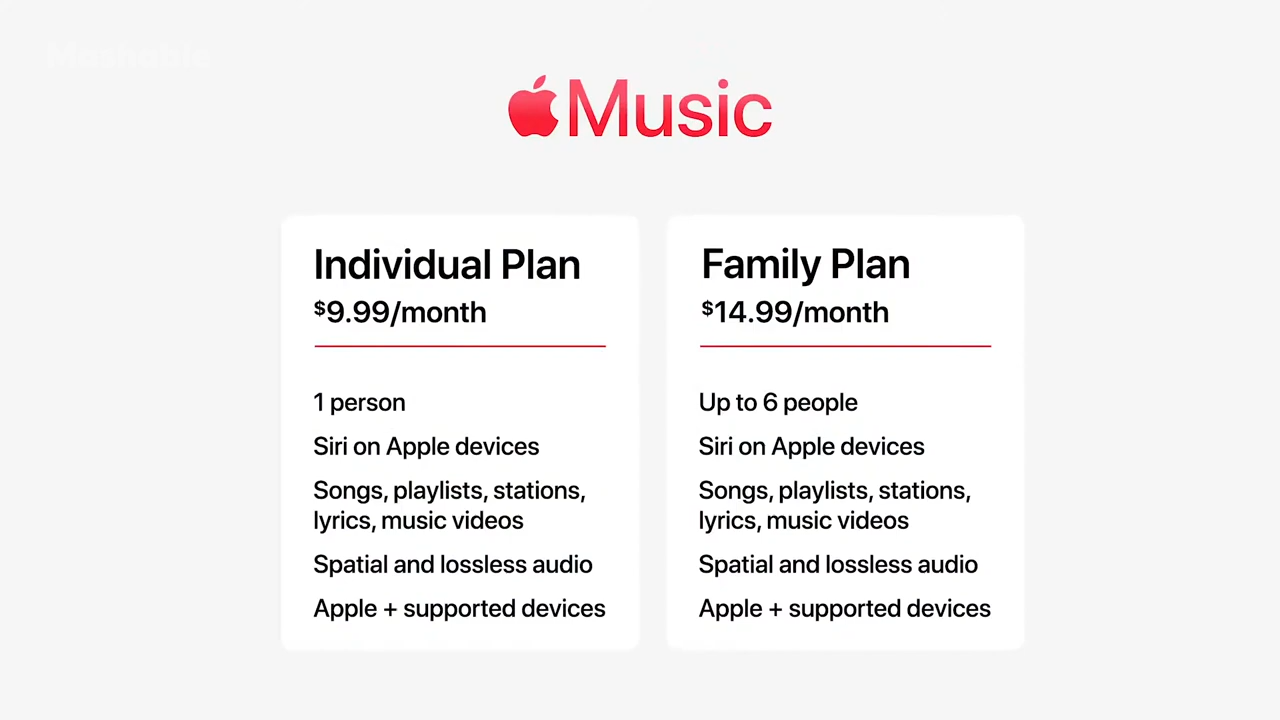 Mashable
Music
Individual Plan
$9.99/month
1 person
Siri on Apple devices
Songs, playlists, stations,
lyrics, music videos
Spatial and lossless audio
Apple + supported devices
Family Plan
$14.99/month
Up to 6 people
Siri on Apple devices
Songs, playlists, stations,
lyrics, music videos
Spatial and lossless audio
Apple + supported devices